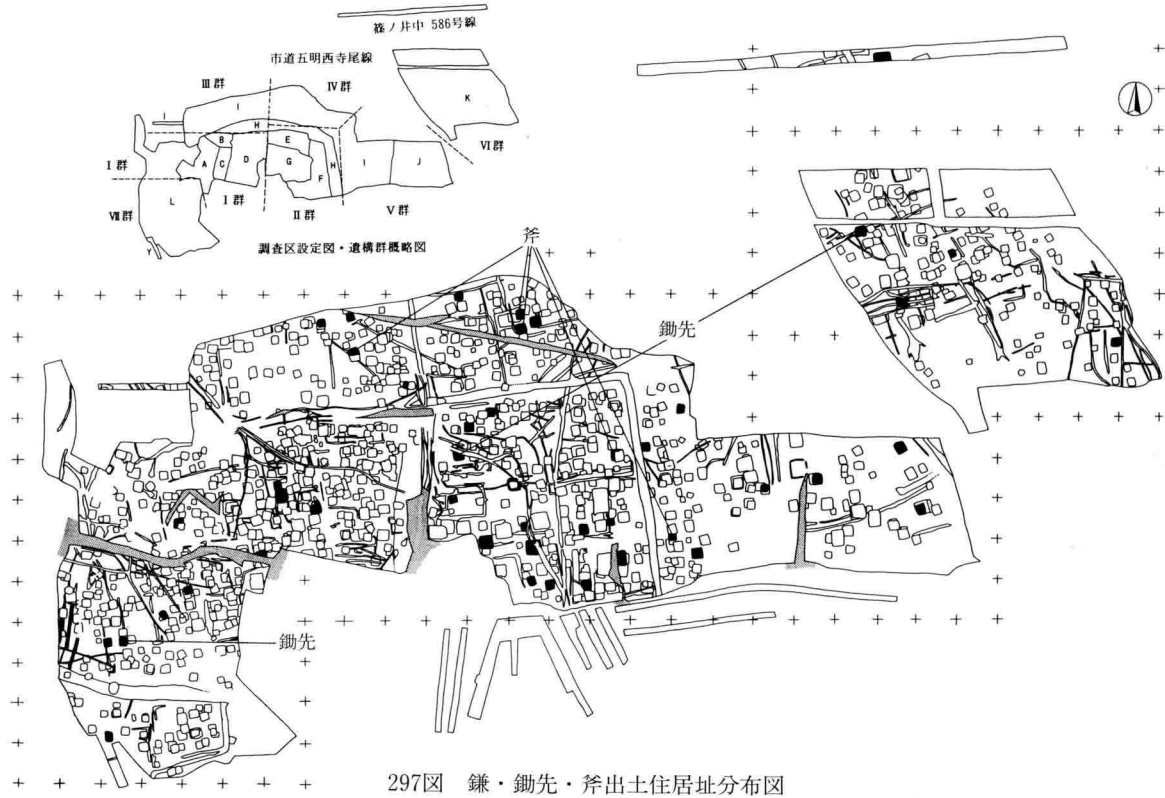 篠ノ井中 586号線
市道五明西寺尾線
III群
IV群
I
K
H
B
E
VI群
I群
A
C
D
G
H
I
J
F
L
I群
VII群
II群
V群
Y
調査区設定図・遺構群概略図
斧
鋤先
鋤先
297図 鎌・鋤先・斧出土住居址分布図